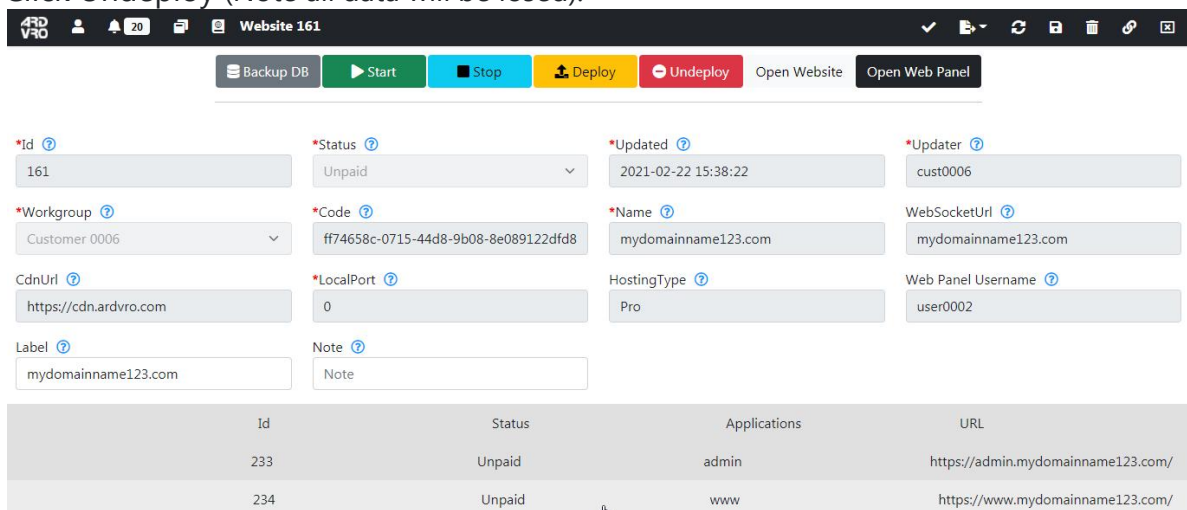 Click Undeploy (Note all data will be lossd).
ARD VRO 20 Website 161
Backup DB Start Stop Deploy Undeploy Open Website Open Web Panel
*Id *Status *Updated *Updater
161 Unpaid 2021-02-22 15:38:22 cust0006
*Workgroup *Code *Name WebSocketUrl
Customer 0006 ff74658c-0715-44d8-9b08-8e089122dfd8 mydomainname123.com mydomainname123.com
CdnUrl *LocalPort HostingType Web Panel Username
https://cdn.ardvro.com 0 Pro user0002
Label Note
mydomainname123.com Note
Id Status Applications URL
233 Unpaid admin https://admin.mydomainname123.com/
234 Unpaid www https://www.mydomainname123.com/